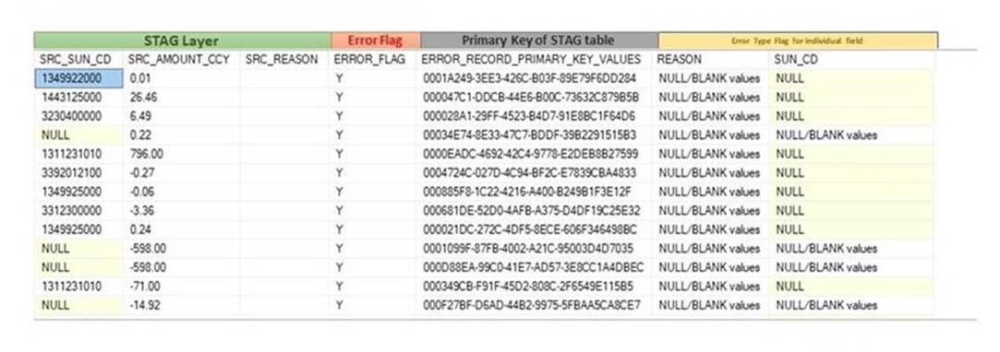 STAG Layer Error Flag Primary Key of STAG table Error Type Flag for individual field
SRC_SUN_CD SRC_AMOUNT_CCY SRC_REASON ERROR_FLAG ERROR_RECORD_PRIMARY_KEY_VALUES REASON SUN_CD
1349922000 0.01 Y 0001A249-3EE3-426C-B03F-89E79F6DD284 NULL/BLANK values NULL
1443125000 26.46 Y 000047C1-DDCB-44E6-B00C-73632C879B5B NULL/BLANK values NULL
3230400000 6.49 Y 000028A1-29FF-4523-B4D7-91E8BC1F64D6 NULL/BLANK values NULL
NULL 0.22 Y 00034E74-8E33-47C7-BDDF-39B2291515B3 NULL/BLANK values NULL/BLANK values
1311231010 796.00 Y 0000EADC-4692-42C4-9778-E2DEB8B27599 NULL/BLANK values NULL
3392012100 -0.27 Y 0004724C-027D-4C94-BF2C-E7839CBA4833 NULL/BLANK values NULL
1349925000 -0.06 Y 000885F8-1C22-4216-A400-B249B1F3E12F NULL/BLANK values NULL
3312300000 -3.36 Y 000681DE-52D0-4AFB-A375-D4DF19C25E32 NULL/BLANK values NULL
1349925000 0.24 Y 000021DC-272C-4DF5-8ECE-606F346498BC NULL/BLANK values NULL
NULL -598.00 Y 0001099F-87FB-4002-A21C-95003D4D7035 NULL/BLANK values NULL/BLANK values
NULL -598.00 Y 000D88EA-99C0-41E7-AD57-3E8CC1A4DBEC NULL/BLANK values NULL/BLANK values
1311231010 -71.00 Y 000349CB-F91F-45D2-808C-2F6549E115B5 NULL/BLANK values NULL
NULL -14.92 Y 000F27BF-D6AD-44B2-9975-5FBAA5CA8CE7 NULL/BLANK values NULL/BLANK values